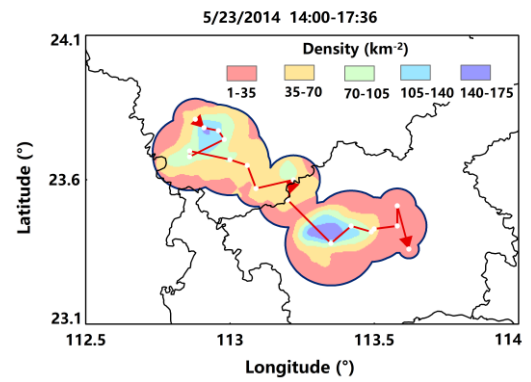 5/23/2014 14:00-17:36
24.1
Density (km-2)
1-35 35-70 70-105 105-140 140-175
Latitude (°)
23.6
23.1
112.5 113 113.5 114
Longitude (°)